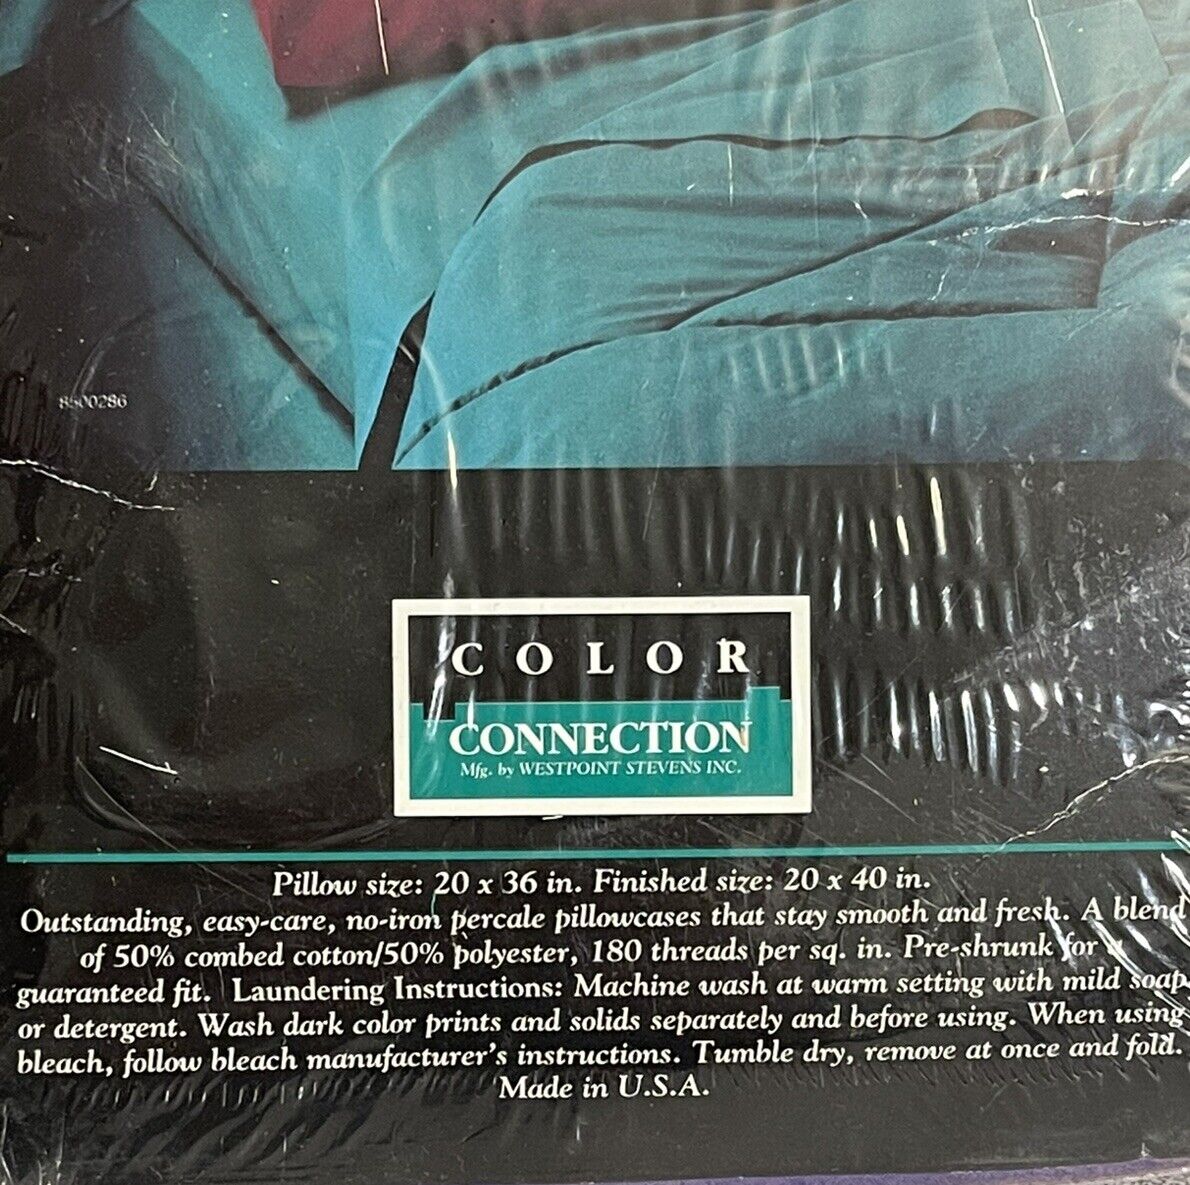 8500286
COLOR
CONNECTION
Mfg. by WESTPOINT STEVENS INC.
Pillow size: 20 x 36 in. Finished size: 20 x 40 in.
Outstanding, easy-care, no-iron percale pillowcases that stay smooth and fresh. A blend
of 50% combed cotton/50% polyester, 180 threads per sq. in. Pre-shrunk for
guaranteed fit. Laundering Instructions: Machine wash at warm setting with mild soap
or detergent. Wash dark color prints and solids separately and before using. When using
bleach, follow bleach manufacturer's instructions. Tumble dry, remove at once and fold.
Made in U.S.A.